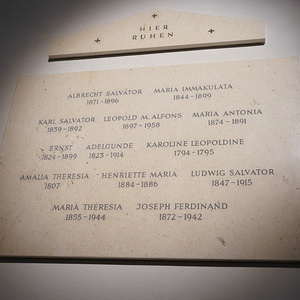 HIER
RUHEN
ALBRECHT SALVATOR MARIA IMMAKULATA
1871-1896 1844-1899
KARL SALVATOR LEOPOLD M. ALFONS MARIA ANTONIA
1839-1892 1897-1958 1874-1891
ERNST ADELGUNDE KAROLINE LEOPOLDINE
1824-1899 1823-1914 1794-1795
AMALIA THERESIA HENRIETTE MARIA LUDWIG SALVATOR
1807 1884-1886 1847-1915
MARIA THERESIA JOSEPH FERDINAND
1855-1944 1872-1942